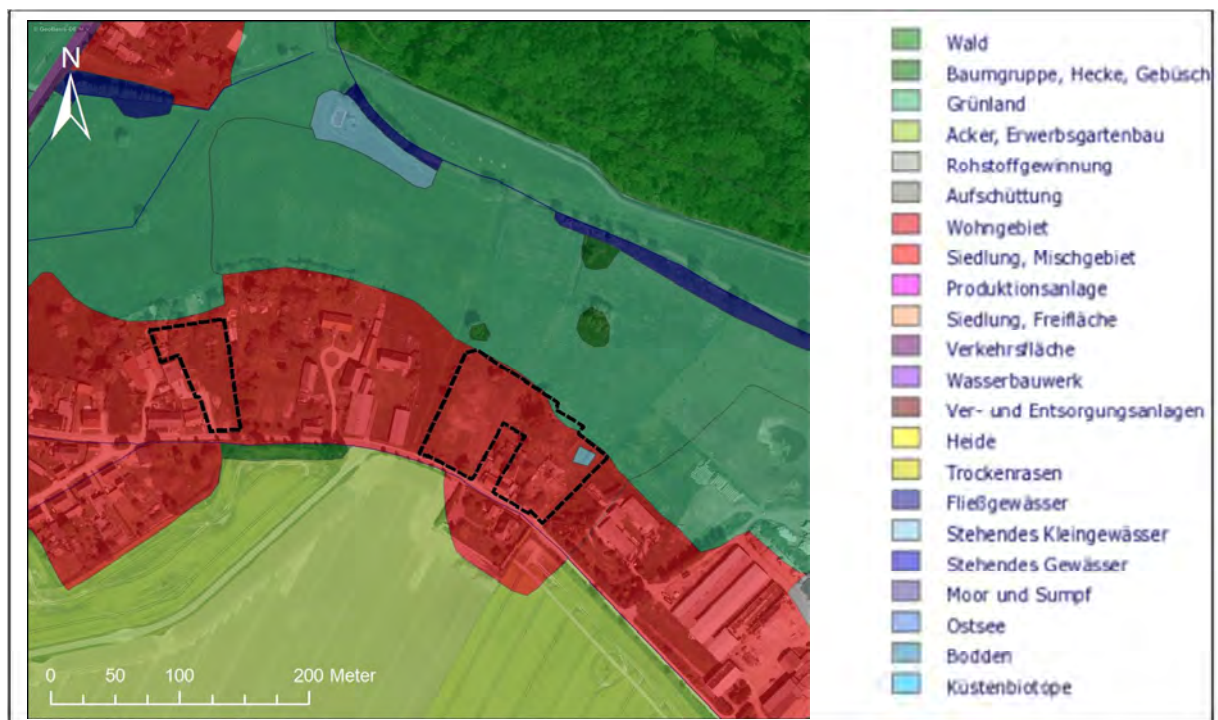 N
0 50 100 200 Meter
Wald
Baumgruppe, Hecke, Gebüsch
Grünland
Acker, Erwerbsgartenbau
Rohstoffgewinnung
Aufschüttung
Wohngebiet
Siedlung, Mischgebiet
Produktionsanlage
Siedlung, Freifläche
Verkehrsfläche
Wasserbauwerk
Ver- und Entsorgungsanlagen
Heide
Trockenrasen
Fließgewässer
Stehendes Kleingewässer
Stehendes Gewässer
Moor und Sumpf
Ostsee
Bodden
Küstenbiotope